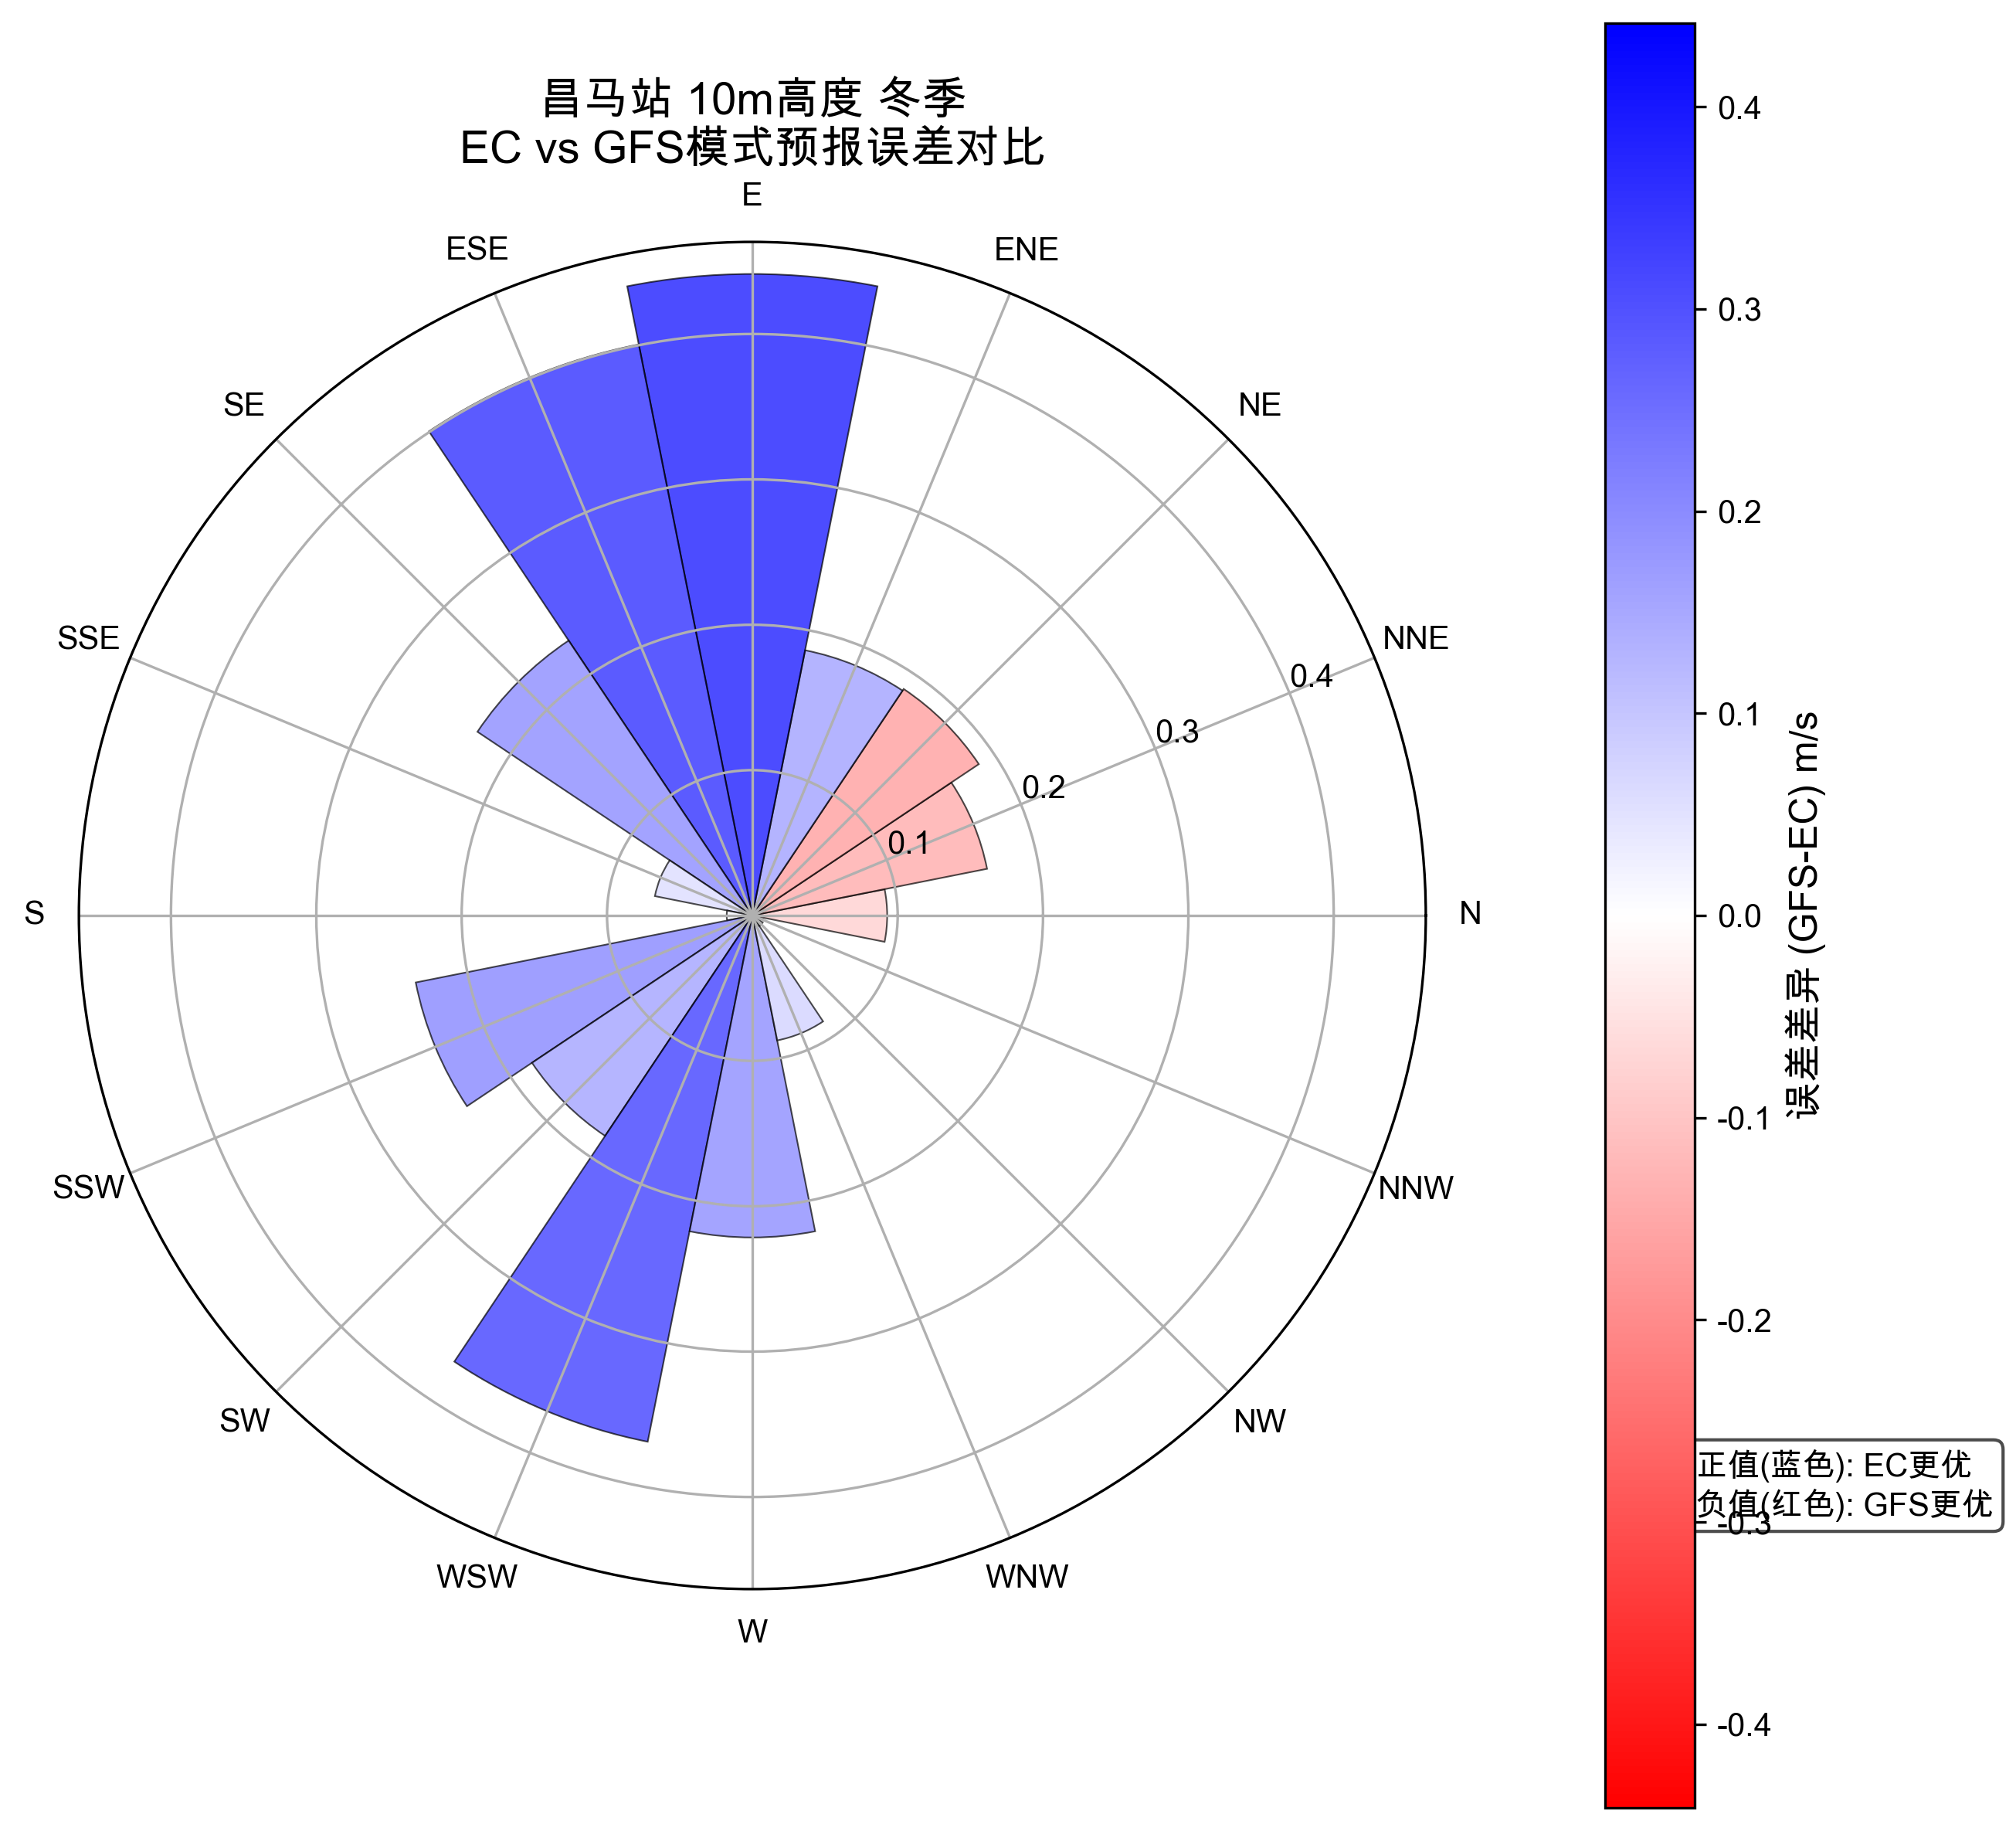 昌马站 10m高度 冬季
EC vs GFS模式预报误差对比
E
ESE
ENE
SE
NE
SSE
NNE
0.4
0.3
0.2
0.1
S
N
SSW
NNW
SW
NW
WSW
WNW
W
0.4
0.3
0.2
0.1
0.0
-0.1
-0.2
-0.3
-0.4
误差差异 (GFS-EC) m/s
正值(蓝色): EC更优
负值(红色): GFS更优